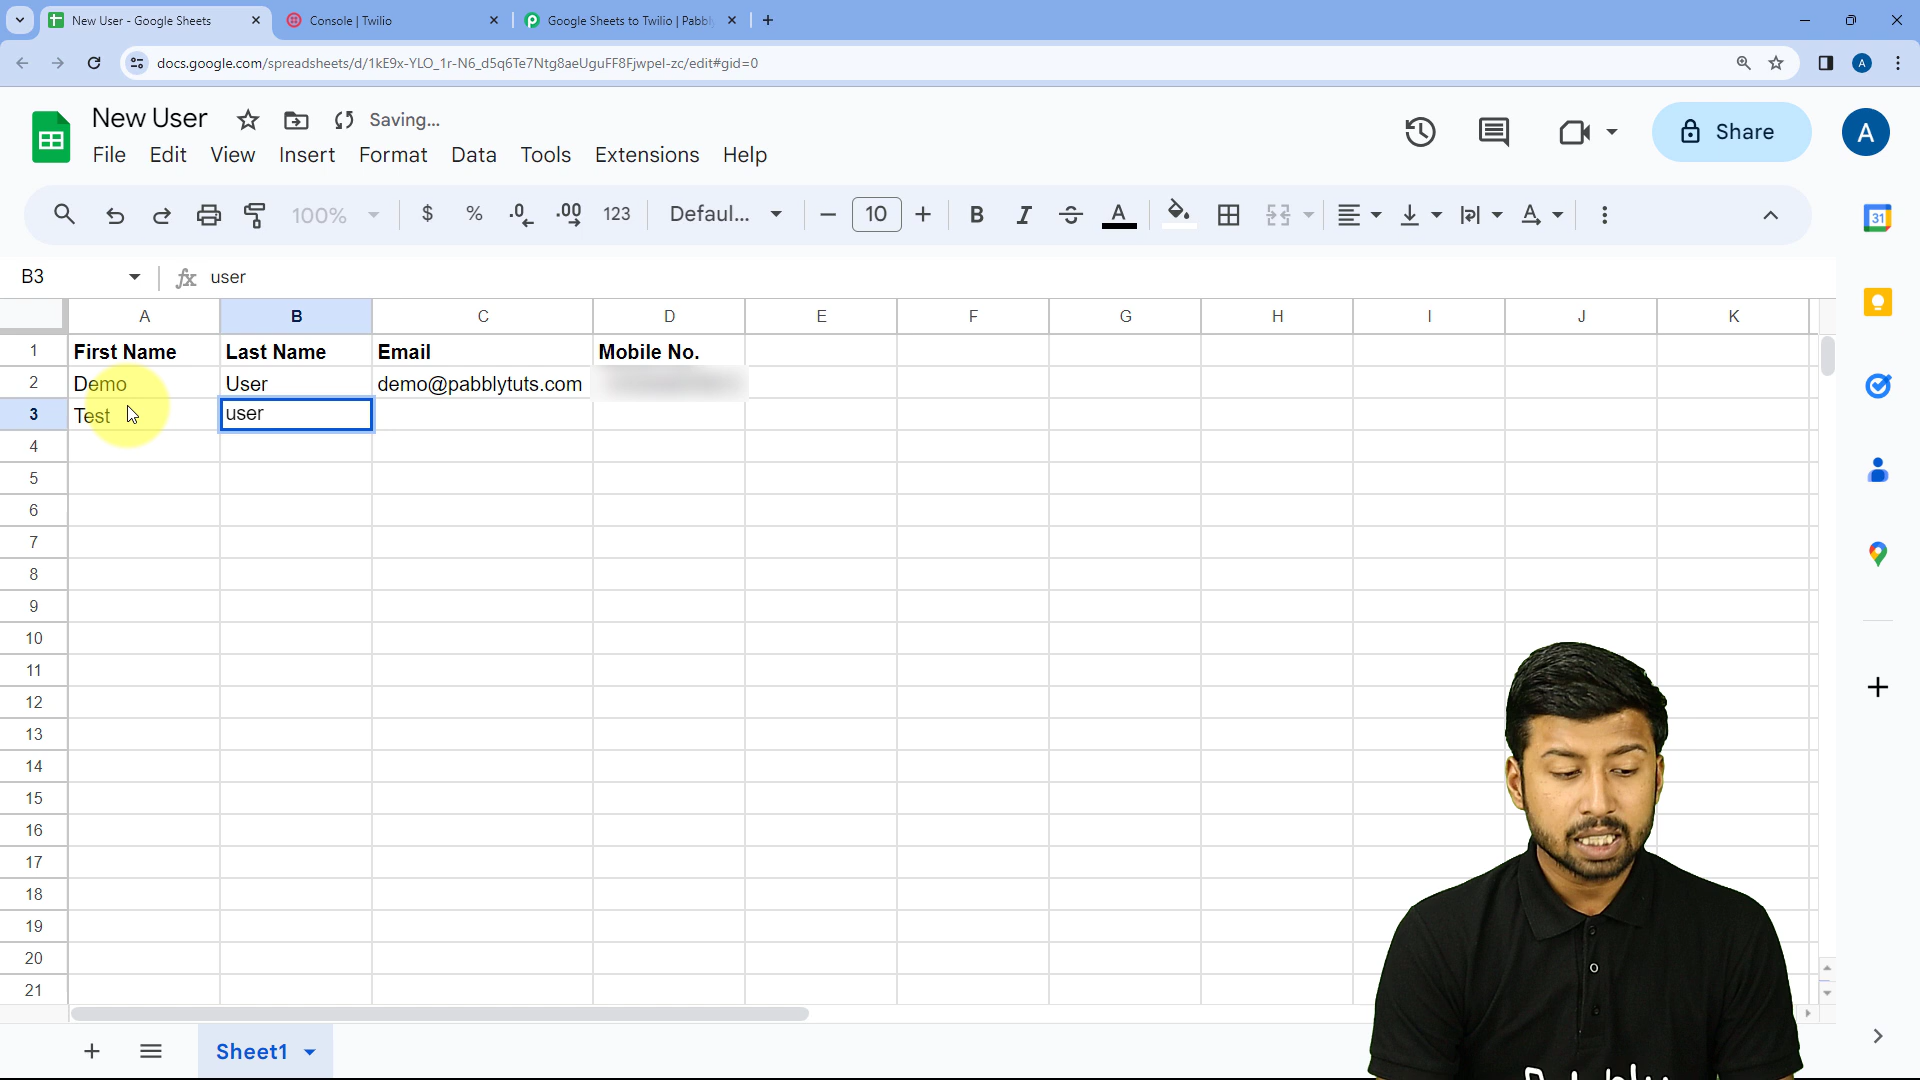 New User - Google Sheets
Console | Twilio
Google Sheets to Twilio | Pabbl
docs.google.com/spreadsheets/d/1kE9x-YLO_1r-N6_d5q6Te7Ntg8aeUguFF8Fjwpel-zc/edit#gid=0
A
New User
Saving...
File Edit View Insert Format Data Tools Extensions Help
Share
A
100%
$ % .0 .00 123
Defaul...
10
B I S A
31
B3
fx user
A B C D E F G H I J K
1 First Name Last Name Email Mobile No.
2 Demo User demo@pabblytuts.com
3 Test user
4
5
6
7
8
9
10
11
12
13
14
15
16
17
18
19
20
21
Sheet1
Pabbly